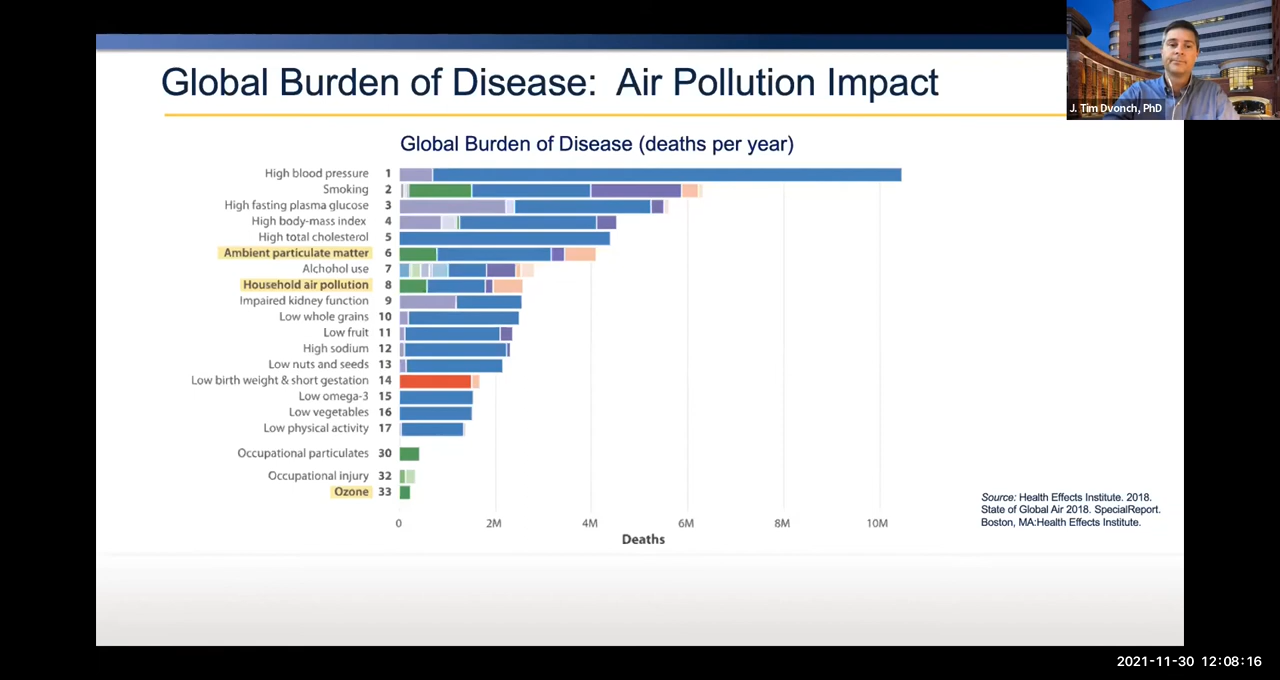 Global Burden of Disease:  Air Pollution Impact
J. Tim Dvonch, PhD
Global Burden of Disease (deaths per year)
High blood pressure 1
Smoking 2
High fasting plasma glucose 3
High body-mass index 4
High total cholesterol 5
Ambient particulate matter 6
Alchohol use 7
Household air pollution 8
Impaired kidney function 9
Low whole grains 10
Low fruit 11
High sodium 12
Low nuts and seeds 13
Low birth weight & short gestation 14
Low omega-3 15
Low vegetables 16
Low physical activity 17
Occupational particulates 30
Occupational injury 32
Ozone 33
0 2M 4M 6M 8M 10M
Deaths
Source: Health Effects Institute. 2018.
State of Global Air 2018. SpecialReport.
Boston, MA:Health Effects Institute.
2021-11-30 12:08:16